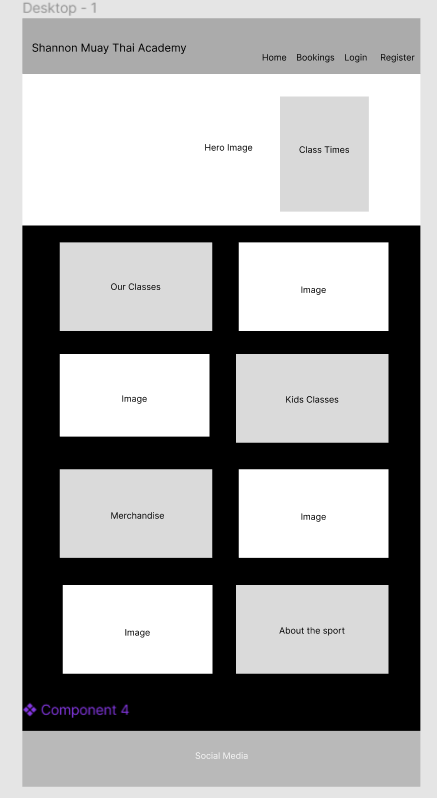 Desktop - 1
Shannon Muay Thai Academy
Home Bookings Login Register
Hero Image
Class Times
Our Classes
Image
Image
Kids Classes
Merchandise
Image
Image
About the sport
Component 4
Social Media